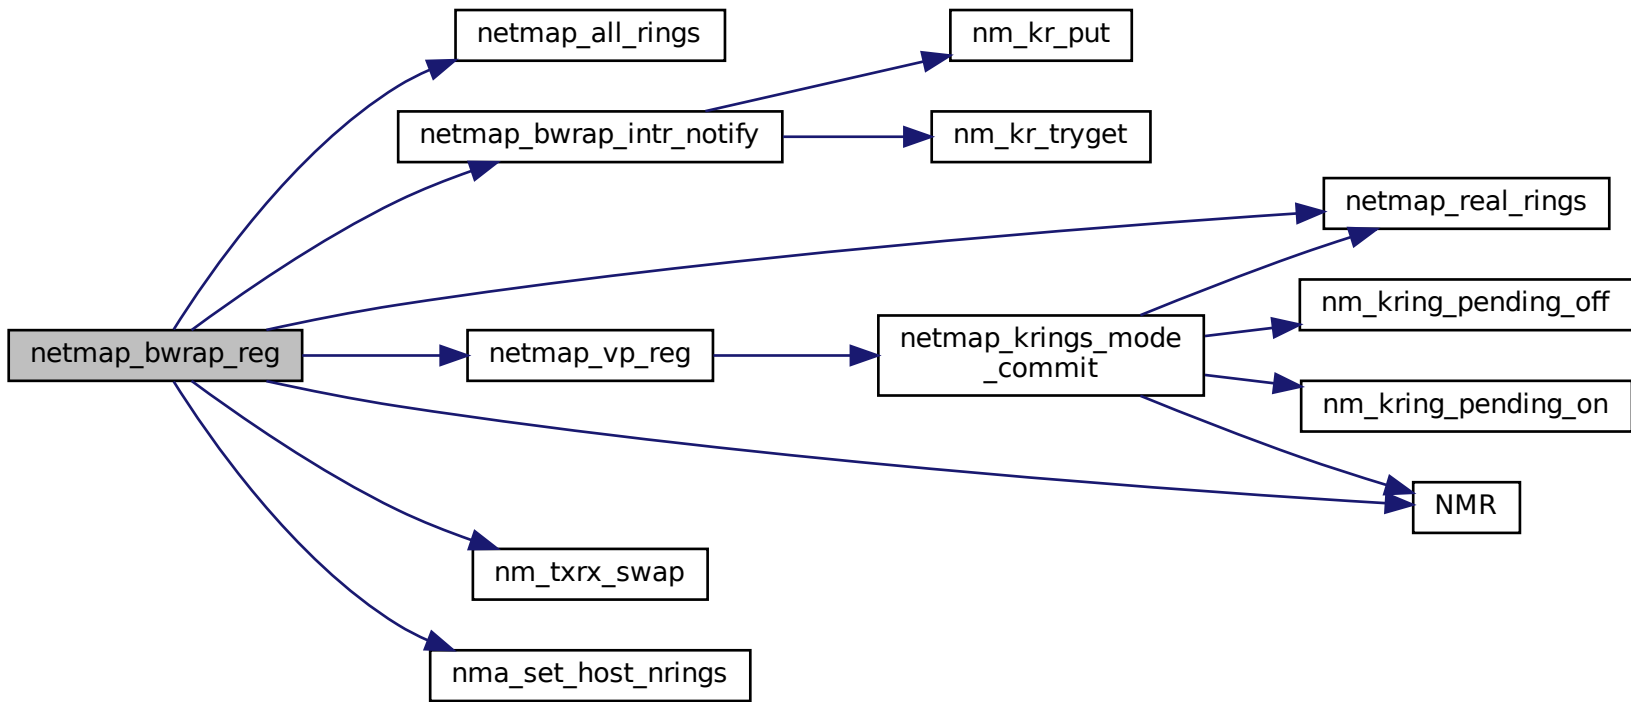 netmap_all_rings
nm_kr_put
netmap_bwrap_intr_notify
nm_kr_tryget
netmap_real_rings
nm_kring_pending_off
netmap_bwrap_reg
netmap_vp_reg
netmap_krings_mode
_commit
nm_kring_pending_on
NMR
nm_txrx_swap
nma_set_host_nrings